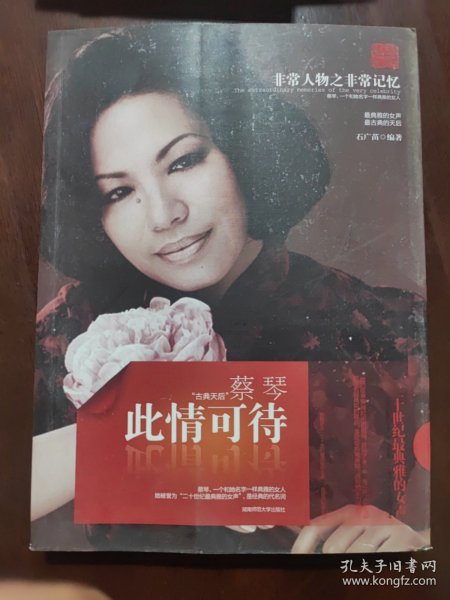 非常人物之非常记忆
The extraordinary memories of the very celebrity
蔡琴，一个和她名字一样典雅的女人
最典雅的女声
最古典的天后
石广苗◎编著
"古典天后"蔡琴
此情可待
蔡琴，一个和她名字一样典雅的女人
她被誉为"二十世纪最典雅的女声"，是经典的代名词
湖南师范大学出版社
二十世纪最典雅的女声
孔夫子旧书网
www.kongfz.com